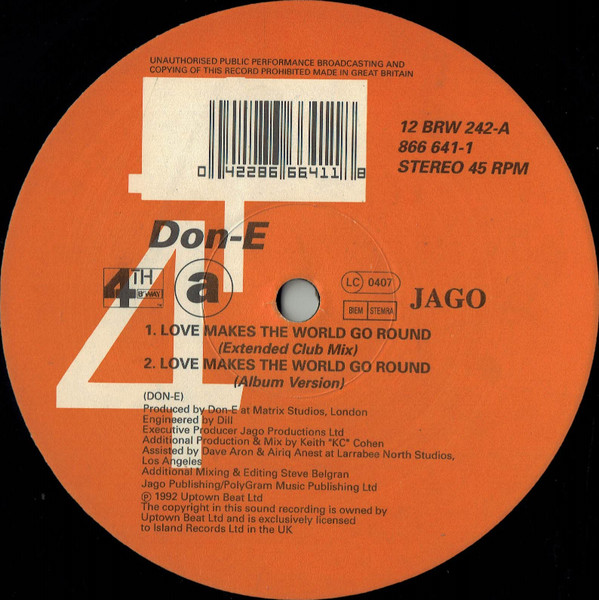 UNAUTHORISED PUBLIC PERFORMANCE BROADCASTING AND
COPYING OF THIS RECORD PROHIBITED MADE IN GREAT BRITAIN
0 42286 66411 8
12 BRW 242-A
866 641-1
STEREO 45 RPM
4
Don-E
4TH
B'WAY
TM
a
LC 0407
BIEM STEMRA
JAGO
1. LOVE MAKES THE WORLD GO ROUND
(Extended Club Mix)
2. LOVE MAKES THE WORLD GO ROUND
(Album Version)
(DON-E)
Produced by Don-E at Matrix Studios, London
Engineered by Dill
Executive Producer Jago Productions Ltd
Additional Production & Mix by Keith "KC" Cohen
Assisted by Dave Aron & Airiq Anest at Larrabee North Studios,
Los Angeles
Additional Mixing & Editing Steve Belgran
Jago Publishing/PolyGram Music Publishing Ltd
℗ 1992 Uptown Beat Ltd
The copyright in this sound recording is owned by
Uptown Beat Ltd and is exclusively licensed
to Island Records Ltd in the UK